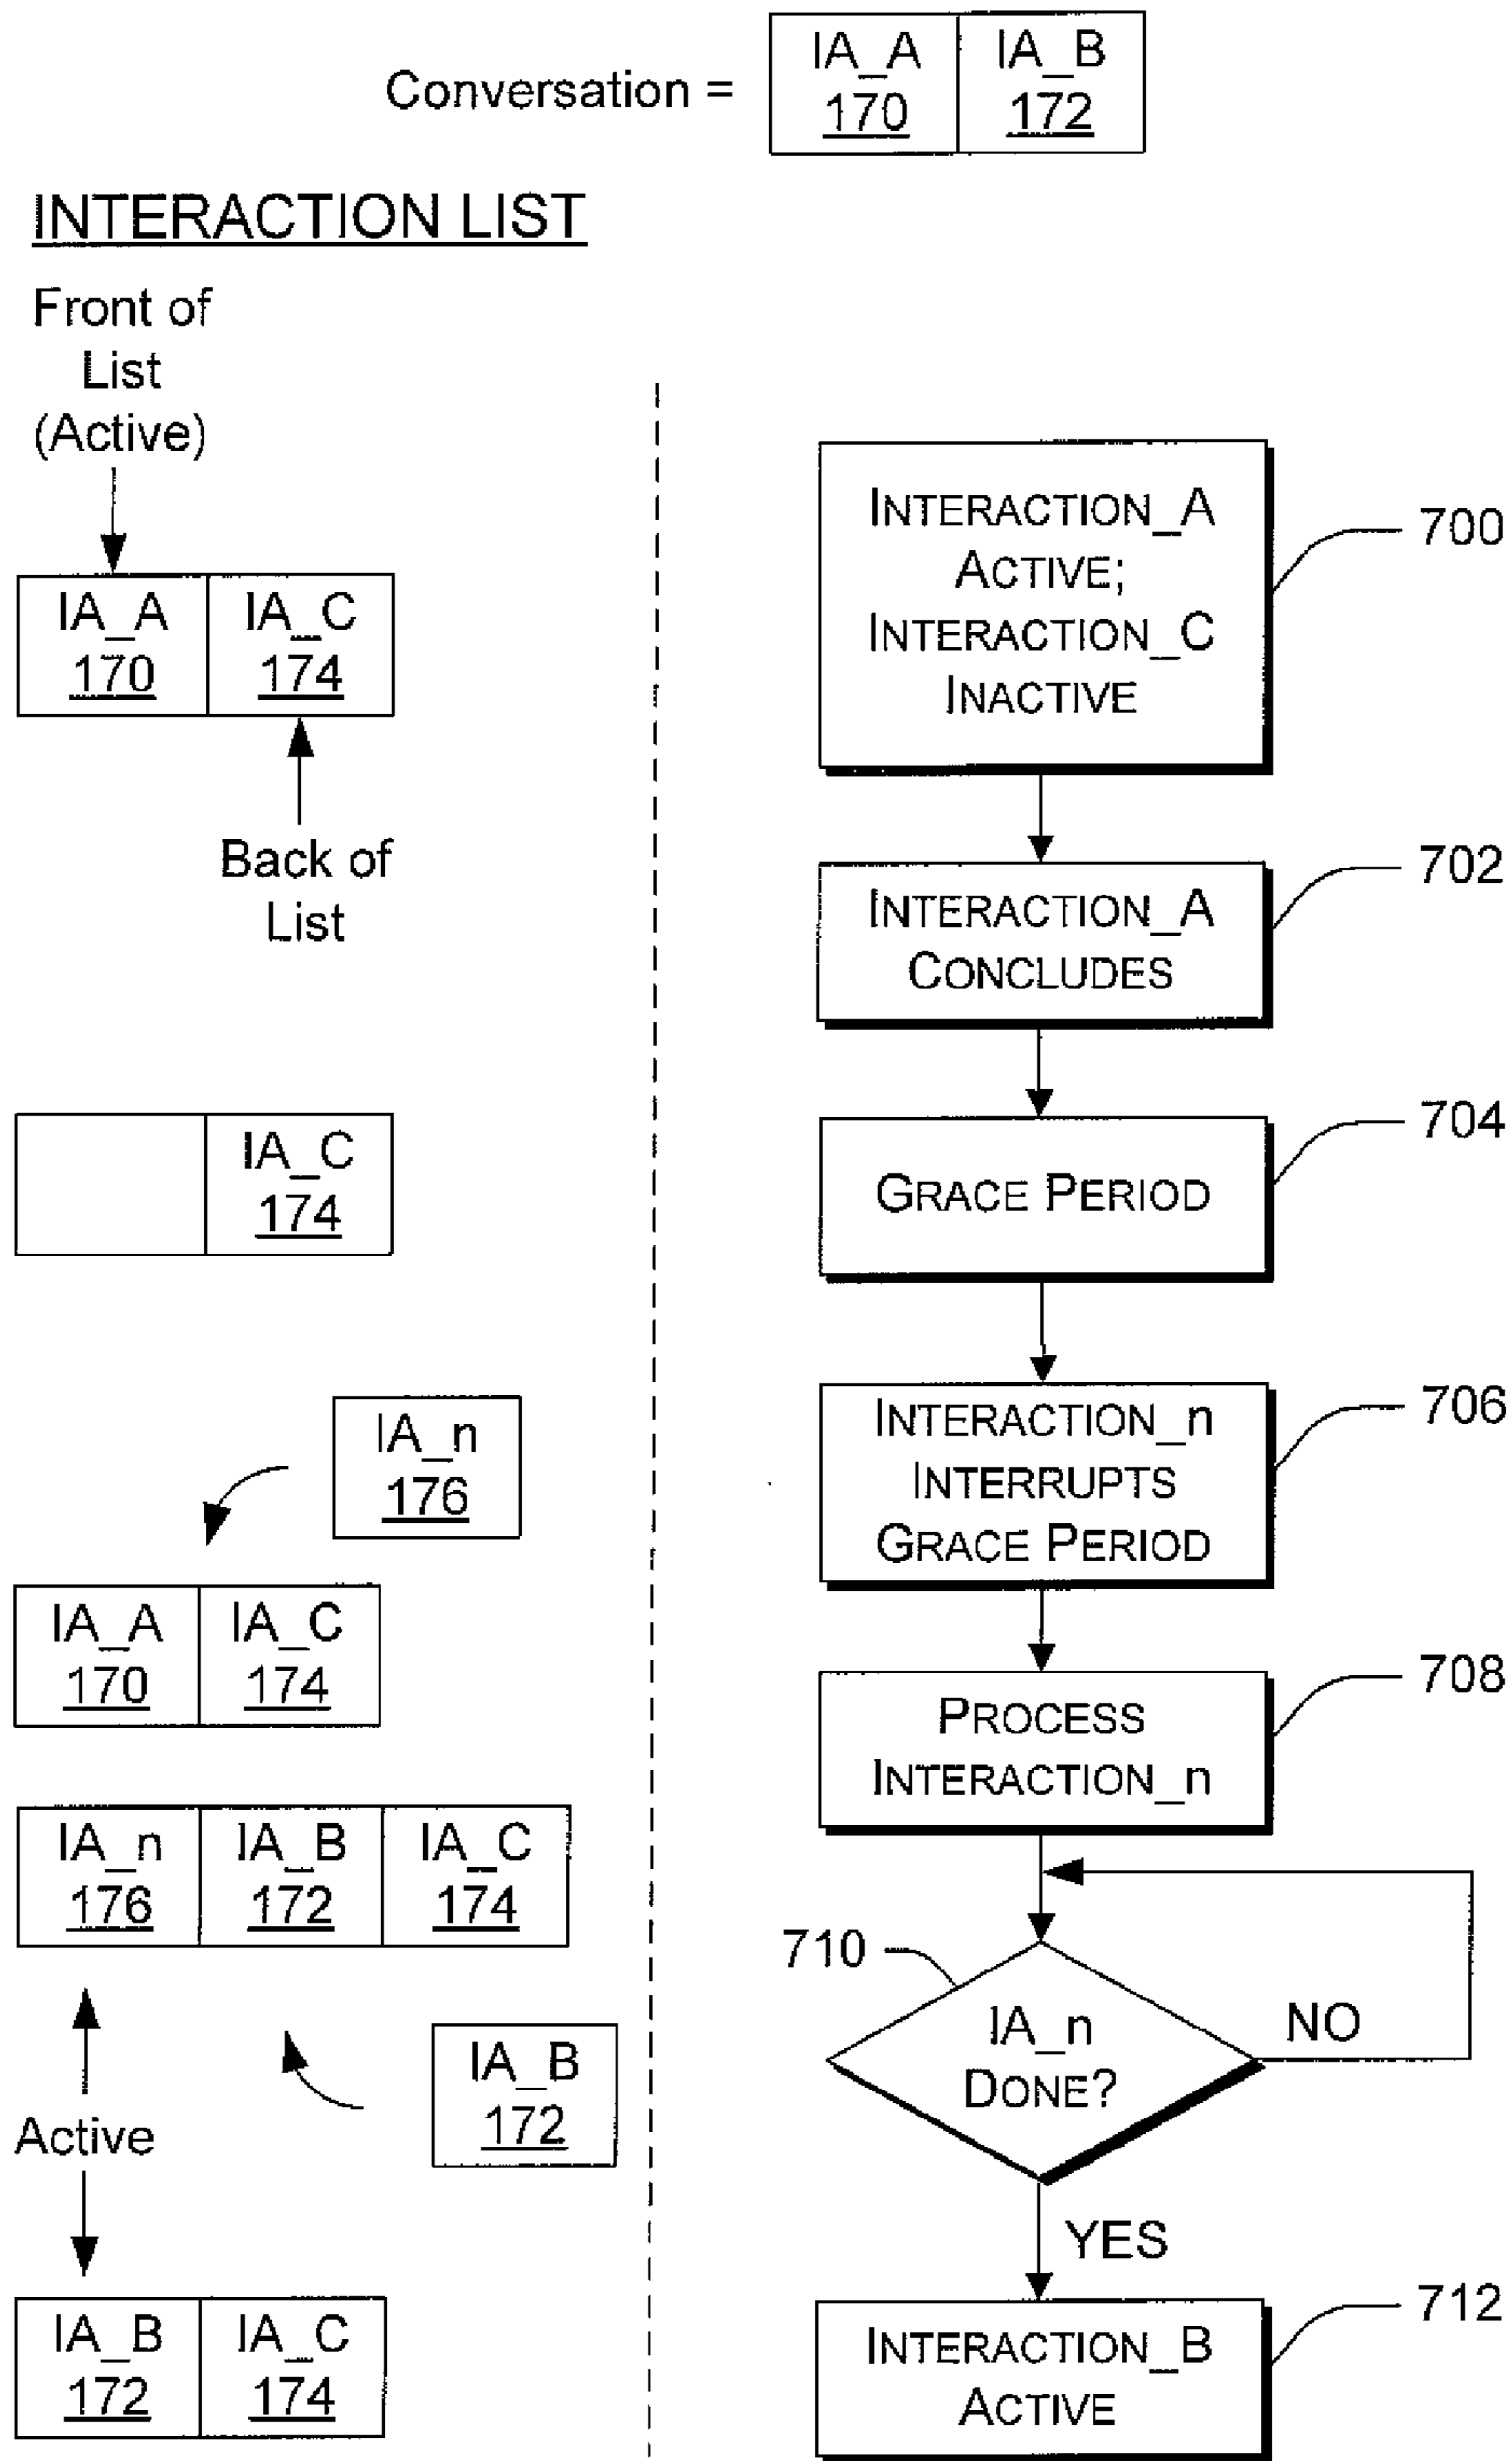 Conversation =
IA_A
170
IA_B
172
INTERACTION LIST
Front of
List
(Active)
IA_A
170
IA_C
174
Back of
List
IA_C
174
IA_n
176
IA_A
170
IA_C
174
IA_n
176
IA_B
172
IA_C
174
IA_B
172
Active
IA_B
172
IA_C
174
INTERACTION_A
ACTIVE;
INTERACTION_C
INACTIVE
700
INTERACTION_A
CONCLUDES
702
GRACE PERIOD
704
INTERACTION_n
INTERRUPTS
GRACE PERIOD
706
PROCESS
INTERACTION_n
708
710
IA_n
DONE?
NO
YES
INTERACTION_B
ACTIVE
712